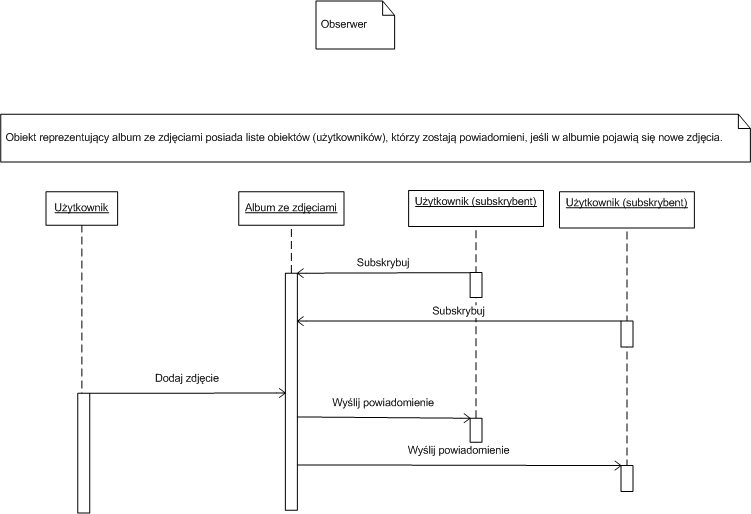 Obserwer
Obiekt reprezentujący album ze zdjęciami posiada liste obiektów (użytkowników), którzy zostają powiadomieni, jeśli w albumie pojawią się nowe zdjęcia.
Użytkownik
Album ze zdjęciami
Użytkownik (subskrybent)
Użytkownik (subskrybent)
Subskrybuj
Subskrybuj
Dodaj zdjęcie
Wyślij powiadomienie
Wyślij powiadomienie